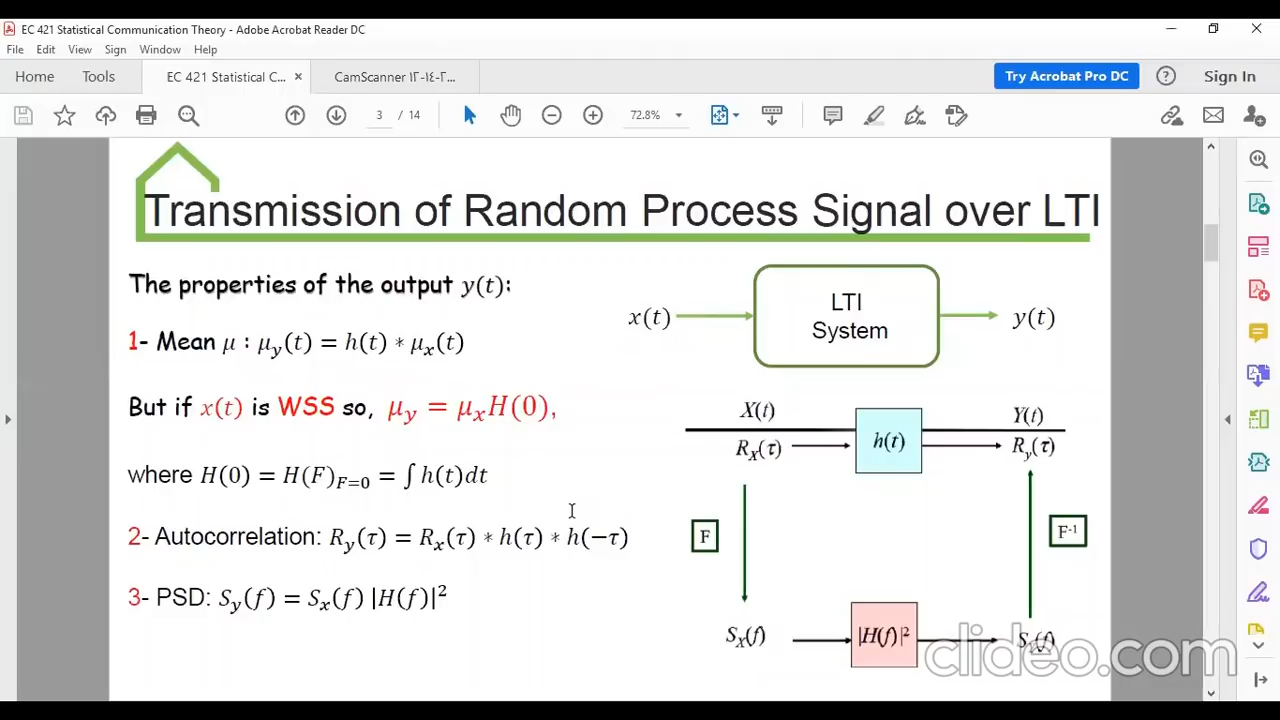 EC 421 Statistical Communication Theory - Adobe Acrobat Reader DC
File Edit View Sign Window Help
Home Tools EC 421 Statistical C... × CamScanner ١٢-٠١-٢٠... Try Acrobat Pro DC Sign In
3 / 14 72.8%
Transmission of Random Process Signal over LTI
The properties of the output y(t):
1- Mean μ : μ_y(t) = h(t) ∗ μ_x(t)
But if x(t) is WSS so, μ_y = μ_x H(0),
where H(0) = H(F)_{F=0} = ∫ h(t)dt
2- Autocorrelation: R_y(τ) = R_x(τ) ∗ h(τ) ∗ h(−τ)
3- PSD: S_y(f) = S_x(f) |H(f)|²
x(t) LTI System y(t)
X(t) h(t) Y(t)
R_x(τ) R_y(τ)
F F⁻¹
S_X(f) |H(f)|² S_Y(f)
clideo.com